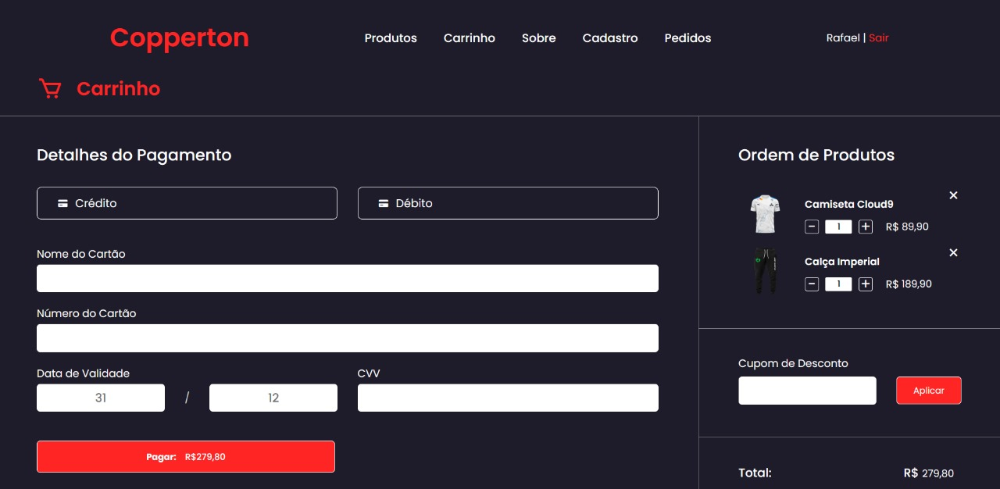 Copperton
Produtos Carrinho Sobre Cadastro Pedidos
Rafael | Sair
Carrinho
Detalhes do Pagamento
Crédito
Débito
Nome do Cartão
Número do Cartão
Data de Validade
31 / 12
CVV
Pagar: R$279,80
Ordem de Produtos
Camiseta Cloud9
− 1 + R$ 89,90
Calça Imperial
− 1 + R$ 189,90
Cupom de Desconto
Aplicar
Total: R$ 279,80